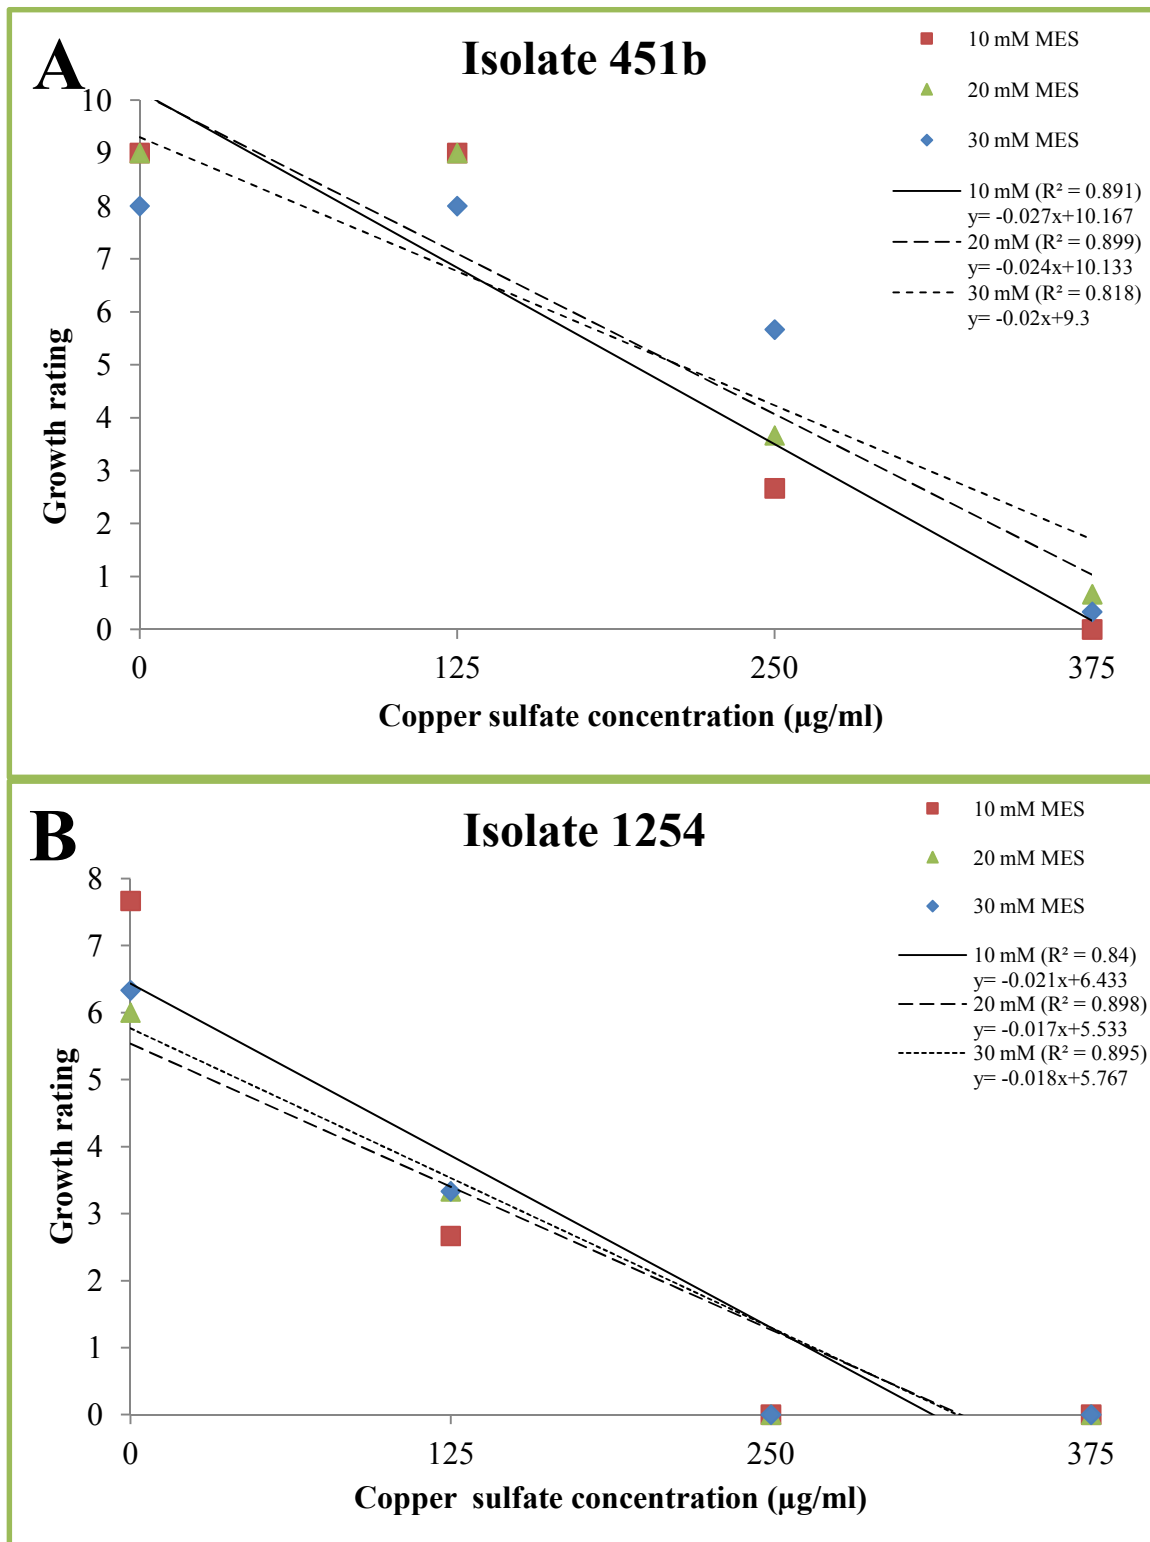 A
Isolate 451b
10 mM MES
20 mM MES
30 mM MES
10 mM (R² = 0.891)
y= -0.027x+10.167
20 mM (R² = 0.899)
y= -0.024x+10.133
30 mM (R² = 0.818)
y= -0.02x+9.3
10
9
8
7
6
5
4
3
2
1
0
Growth rating
0 125 250 375
Copper sulfate concentration (µg/ml)
B
Isolate 1254
10 mM MES
20 mM MES
30 mM MES
10 mM (R² = 0.84)
y= -0.021x+6.433
20 mM (R² = 0.898)
y= -0.017x+5.533
30 mM (R² = 0.895)
y= -0.018x+5.767
8
7
6
5
4
3
2
1
0
Growth rating
0 125 250 375
Copper sulfate concentration (µg/ml)